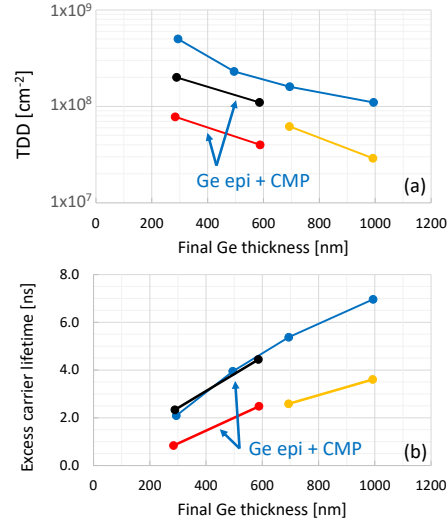 1x10⁹
1x10⁸
1x10⁷
TDD [cm⁻²]
Ge epi + CMP
(a)
0 200 400 600 800 1000 1200
Final Ge thickness [nm]
8.0
6.0
4.0
2.0
0.0
Excess carrier lifetime [ns]
Ge epi + CMP
(b)
0 200 400 600 800 1000 1200
Final Ge thickness [nm]